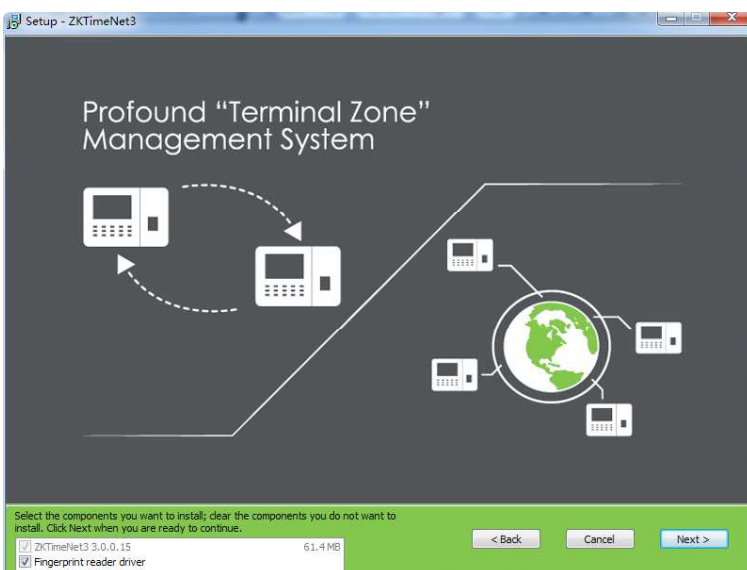 Setup - ZKTimeNet3
Profound “Terminal Zone”
Management System
Select the components you want to install; clear the components you do not want to
install. Click Next when you are ready to continue.
ZKTimeNet3 3.0.0.15 61.4 MB
Fingerprint reader driver
< Back Cancel Next >